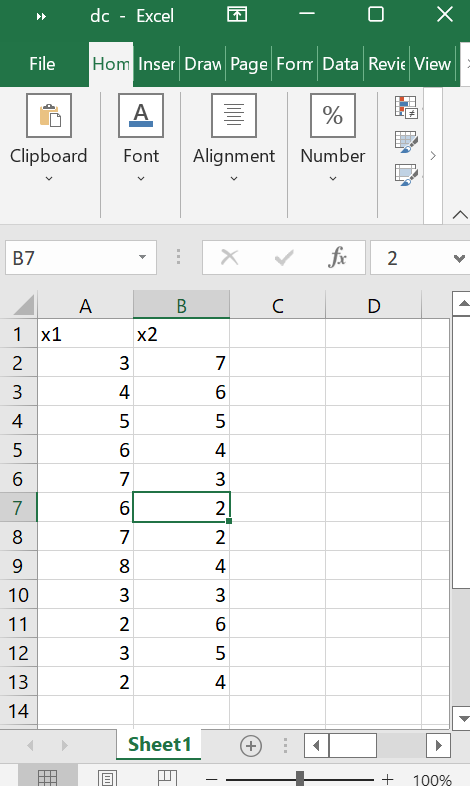 dc - Excel
File Hom Inser Draw Page Form Data Revie View
Clipboard Font Alignment Number
B7 fx 2
A B C D
1 x1 x2
2 3 7
3 4 6
4 5 5
5 6 4
6 7 3
7 6 2
8 7 2
9 8 4
10 3 3
11 2 6
12 3 5
13 2 4
14
Sheet1
100%